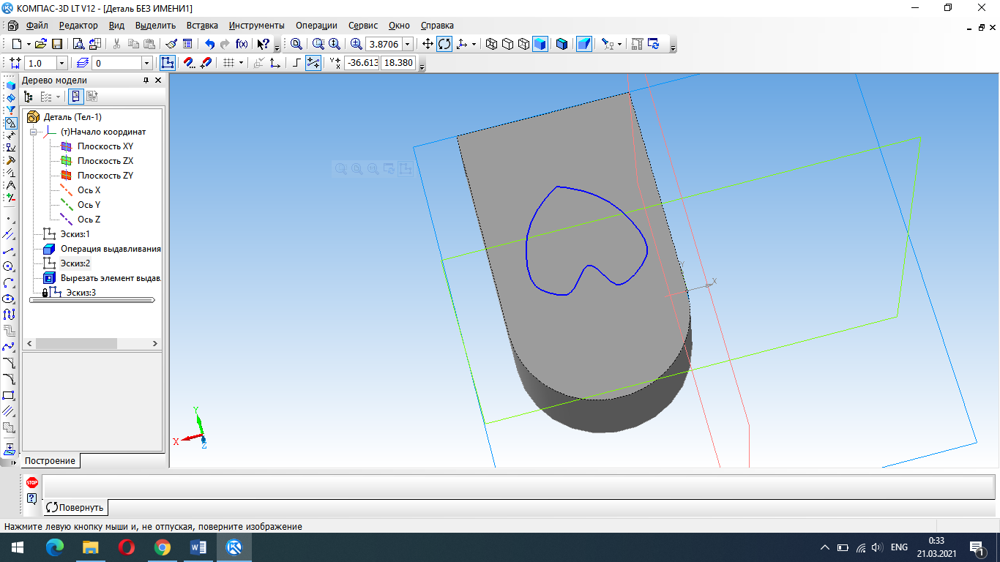 КОМПАС-3D LT V12 - [Деталь БЕЗ ИМЕНИ1]
Файл Редактор Вид Выделить Вставка Инструменты Операции Сервис Окно Справка
f(x) 3.8706
1.0 0 -36.613 18.380
Дерево модели
Деталь (Тел-1)
(т)Начало координат
Плоскость XY
Плоскость ZX
Плоскость ZY
Ось X
Ось Y
Ось Z
Эскиз:1
Операция выдавливания
Эскиз:2
Вырезать элемент выдав
Эскиз:3
Построение
Y
X
Y
X
Z
STOP
Повернуть
Нажмите левую кнопку мыши и, не отпуская, поверните изображение
ENG
0:33
21.03.2021
1